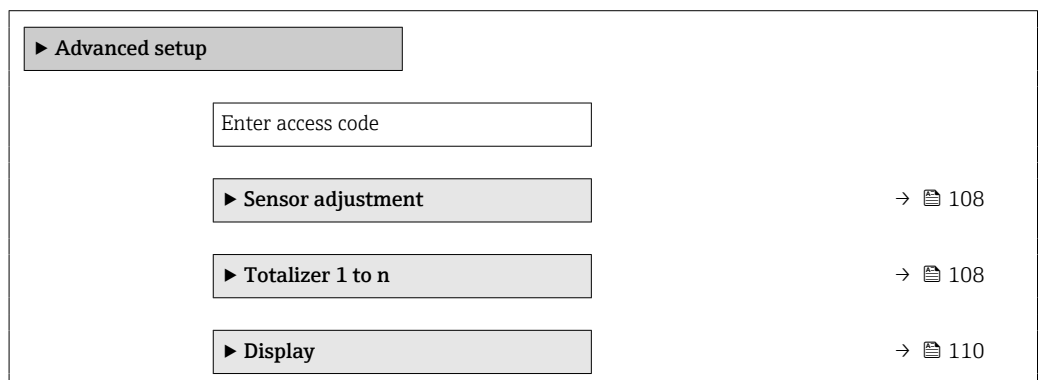 ▶ Advanced setup
Enter access code
▶ Sensor adjustment → 108
▶ Totalizer 1 to n → 108
▶ Display → 110